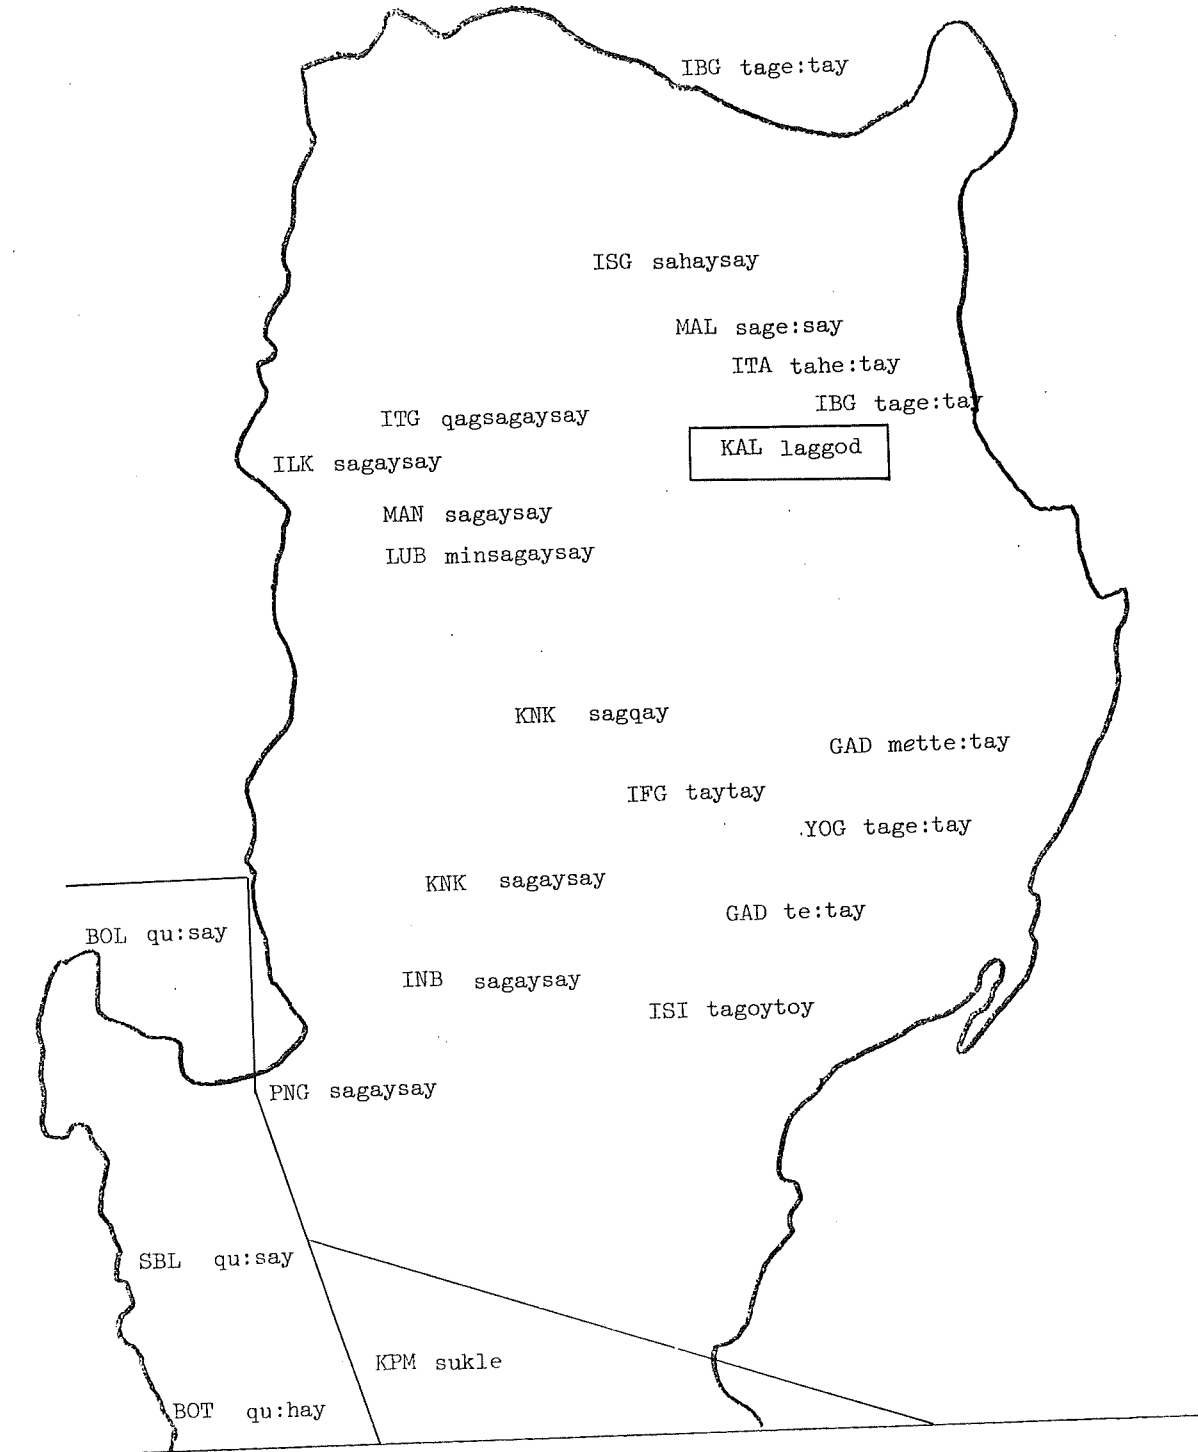 IBG tage:tay
ISG sahaysay
MAL sage:say
ITA tahe:tay
IBG tage:tay
ITG qagsagaysay
KAL laggod
ILK sagaysay
MAN sagaysay
LUB minsagaysay
KNK sagqay
GAD mette:tay
IFG taytay
YOG tage:tay
KNK sagaysay
GAD te:tay
BOL qu:say
INB sagaysay
ISI tagoytoy
PNG sagaysay
SBL qu:say
KPM sukle
BOT qu:hay